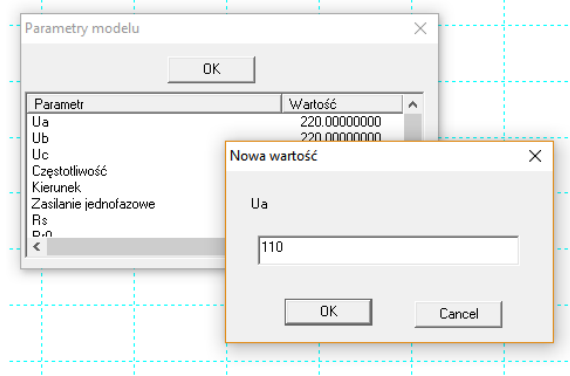 Parametry modelu
OK
Parametr Wartość
Ua 220.00000000
Ub 220.00000000
Uc
Częstotliwość
Kierunek
Zasilanie jednofazowe
Rs
Nowa wartość
Ua
110
OK Cancel